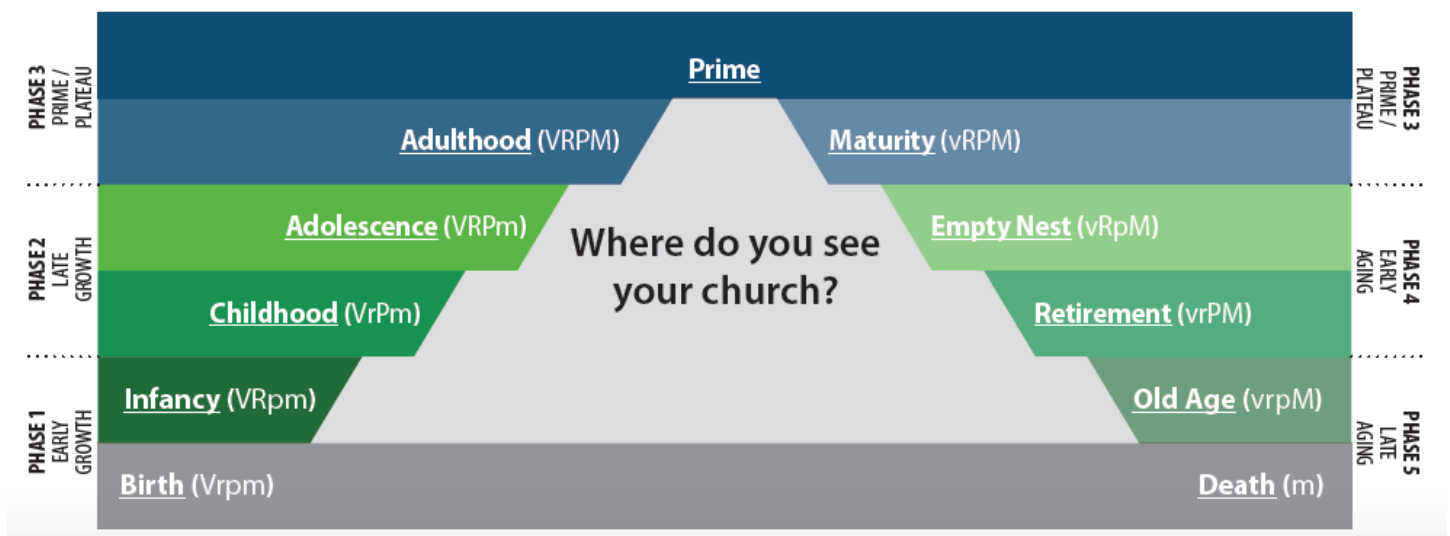 Prime
PHASE 3
PRIME /
PLATEAU
Adulthood (VRPM)
Maturity (vRPM)
PHASE 3
PRIME /
PLATEAU
PHASE 2
LATE
GROWTH
Adolescence (VRPm)
Childhood (VrPm)
Where do you see
your church?
Empty Nest (vRpM)
Retirement (vrPM)
PHASE 4
EARLY
AGING
PHASE 1
EARLY
GROWTH
Infancy (VRpm)
Birth (Vrpm)
Old Age (vrpM)
Death (m)
PHASE 5
LATE
AGING